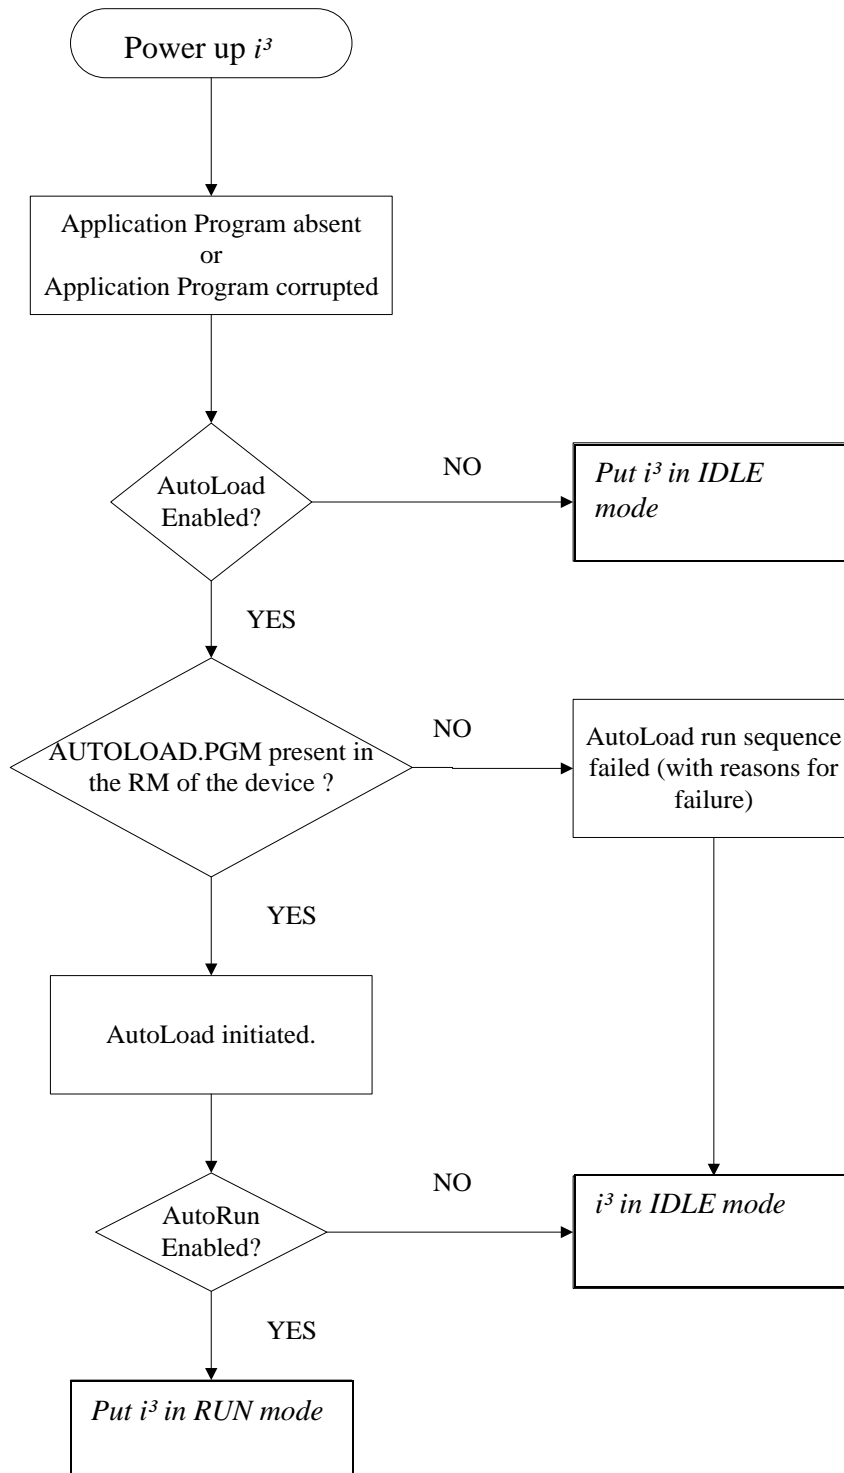 Power up i³
Application Program absent
or
Application Program corrupted
AutoLoad
Enabled?
NO
Put i³ in IDLE
mode
YES
AUTOLOAD.PGM present in
the RM of the device ?
NO
AutoLoad run sequence
failed (with reasons for
failure)
YES
AutoLoad initiated.
AutoRun
Enabled?
NO
i³ in IDLE mode
YES
Put i³ in RUN mode